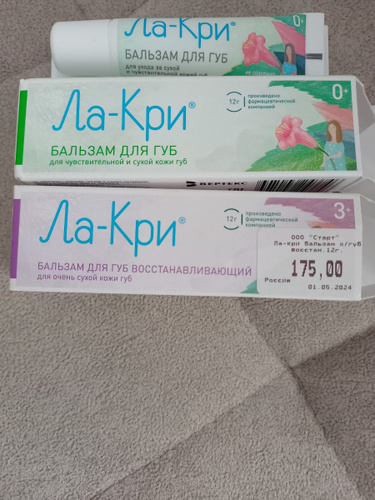 Ла-Кри®
0+
БАЛЬЗАМ ДЛЯ ГУБ
для ухода за сухой
и чувствительной кожей губ
Ла-Кри®
12г
произведено
фармацевтической
компанией
0+
БАЛЬЗАМ ДЛЯ ГУБ
для чувствительной и сухой кожи губ
ВЕРТЕКС
Ла-Кри®
12г
произведено
фармацевтической
компанией
3+
БАЛЬЗАМ ДЛЯ ГУБ ВОССТАНАВЛИВАЮЩИЙ
для очень сухой кожи губ
ООО "Старт"
Ла-кри бальзам д/губ
восстан.12г.
175,00
Россия
01.05.2024